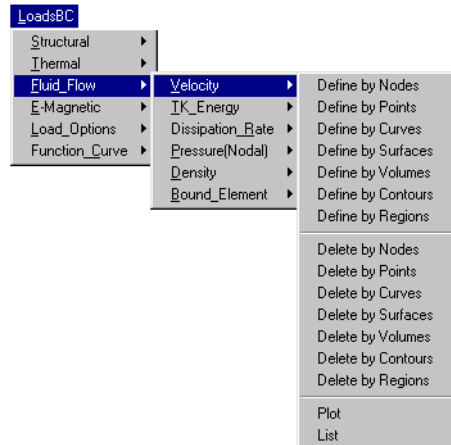 LoadsBC
Structural
Thermal
Fluid_Flow
E-Magnetic
Load_Options
Function_Curve
Velocity
TK_Energy
Dissipation_Rate
Pressure(Nodal)
Density
Bound_Element
Define by Nodes
Define by Points
Define by Curves
Define by Surfaces
Define by Volumes
Define by Contours
Define by Regions
Delete by Nodes
Delete by Points
Delete by Curves
Delete by Surfaces
Delete by Volumes
Delete by Contours
Delete by Regions
Plot
List